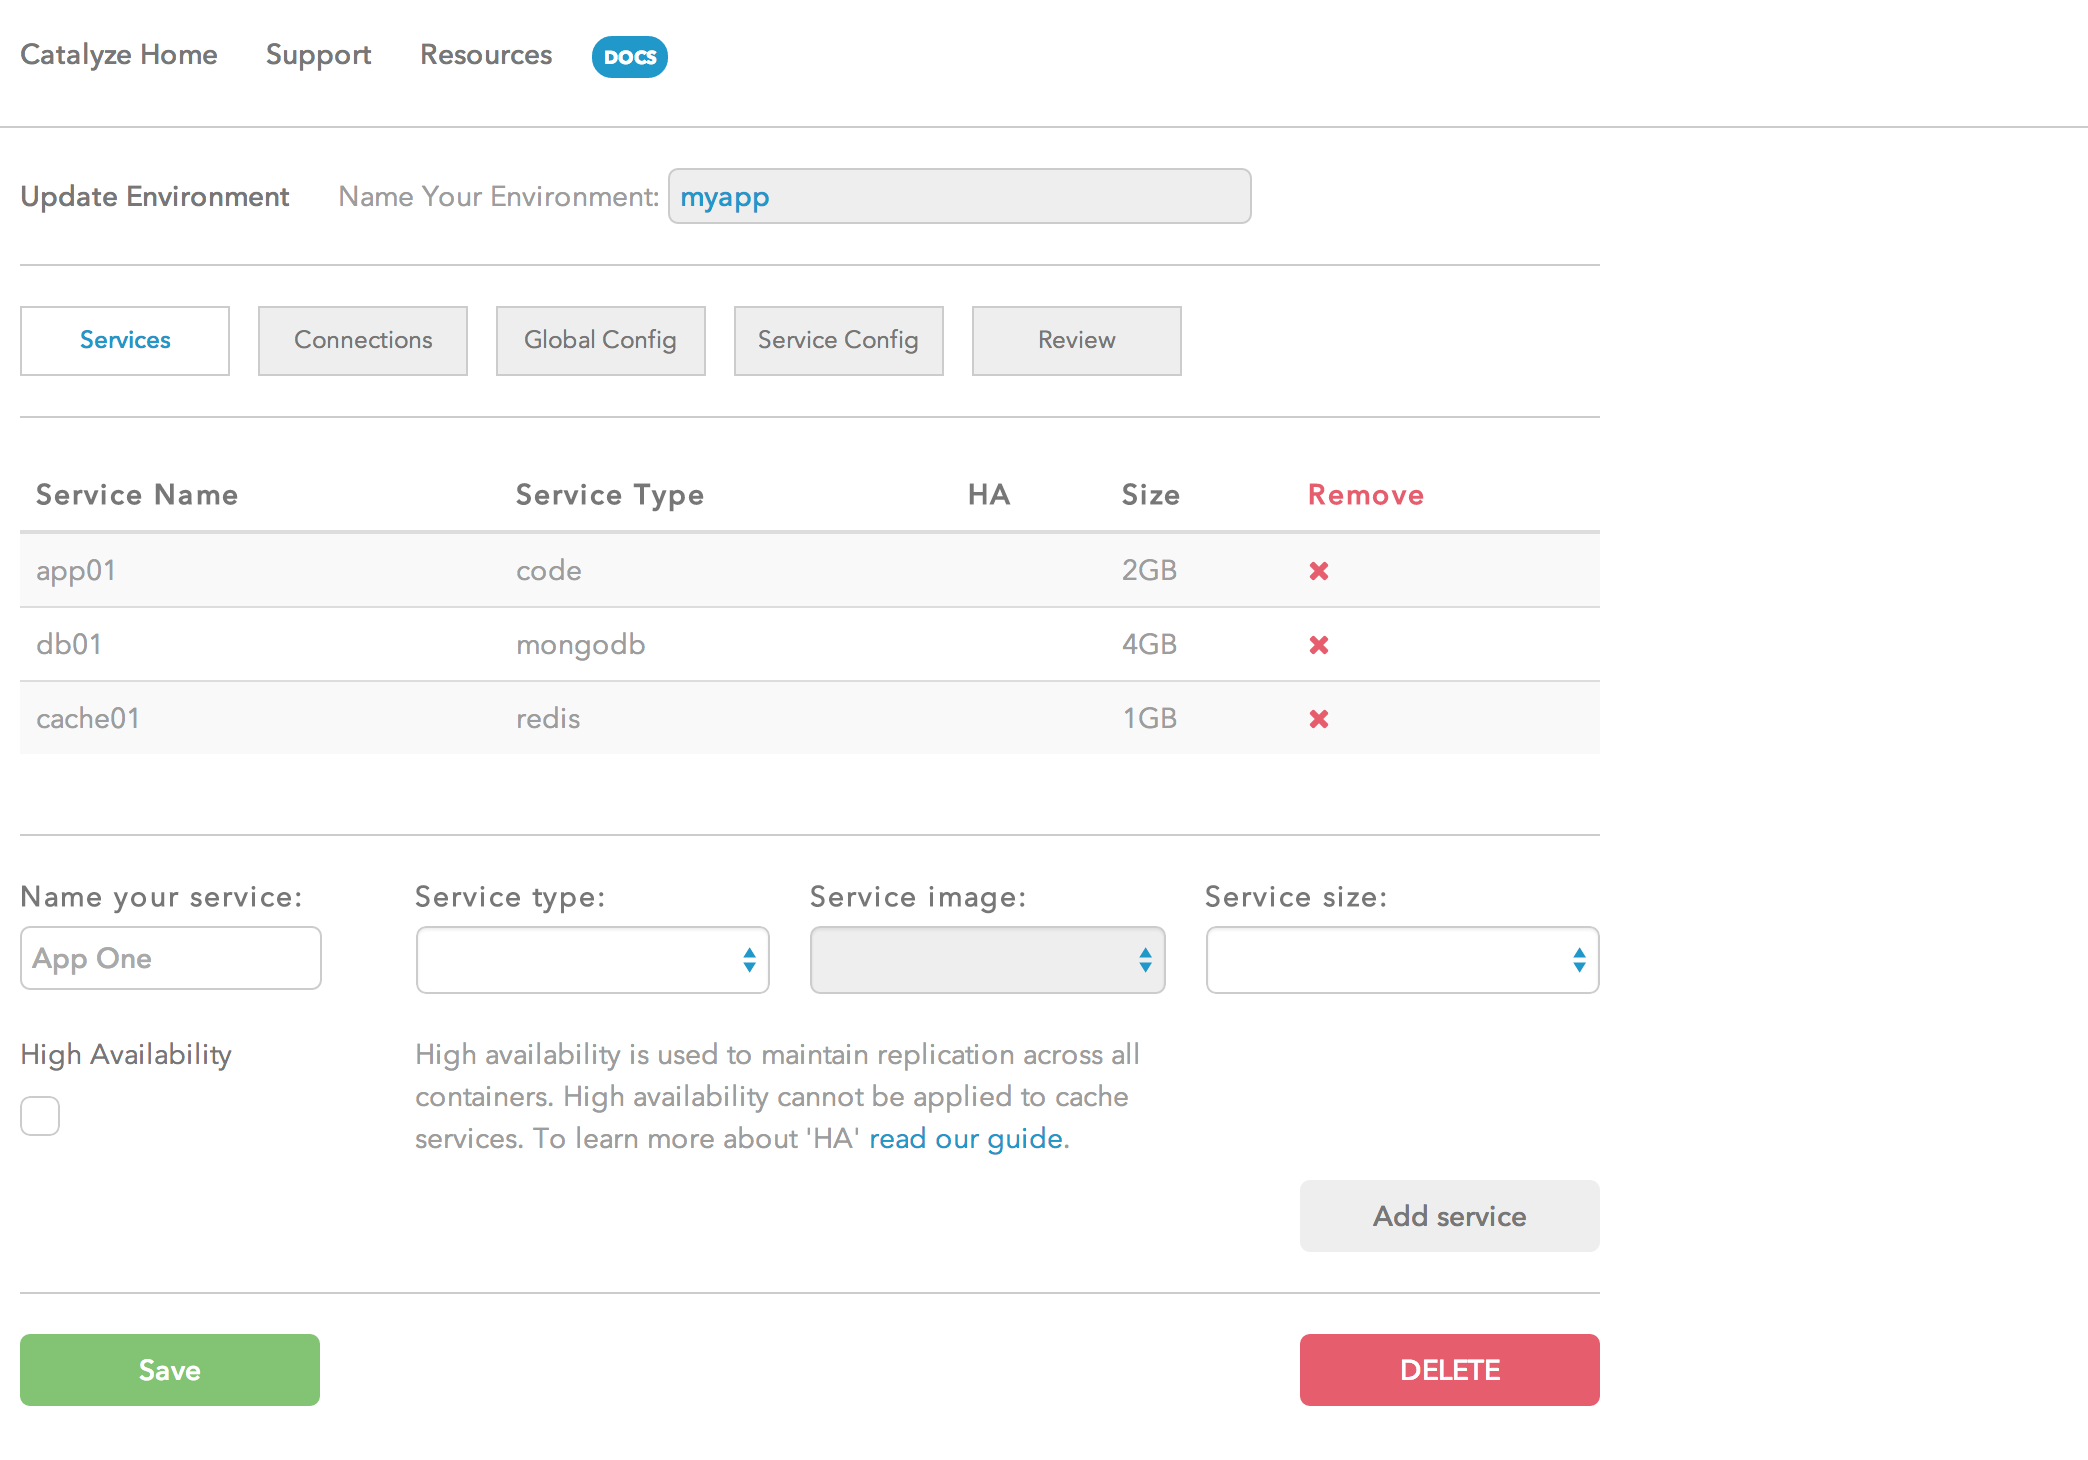 Catalyze Home Support Resources DOCS
Update Environment Name Your Environment: myapp
Services Connections Global Config Service Config Review
Service Name Service Type HA Size Remove
app01 code 2GB
db01 mongodb 4GB
cache01 redis 1GB
Name your service: Service type: Service image: Service size:
App One
High Availability
High availability is used to maintain replication across all
containers. High availability cannot be applied to cache
services. To learn more about 'HA' read our guide.
Add service
Save DELETE